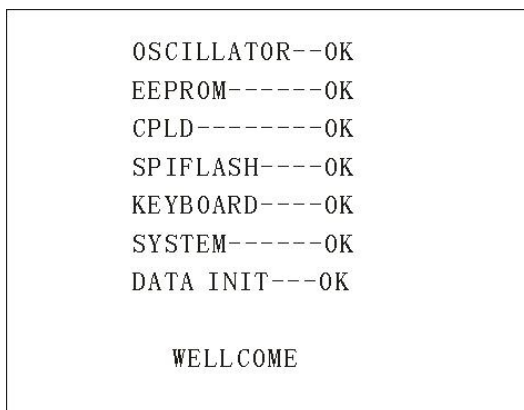 OSCILLATOR--OK
EEPROM------OK
CPLD--------OK
SPIFLASH----OK
KEYBOARD----OK
SYSTEM------OK
DATA INIT---OK
WELLCOME